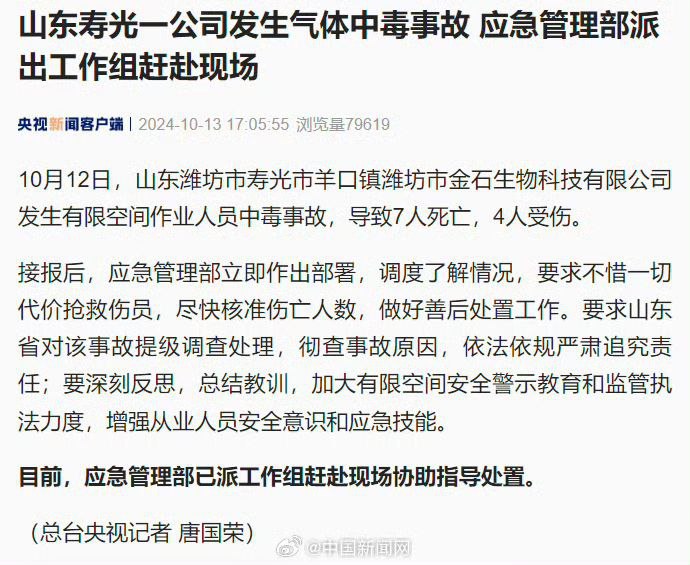 山东寿光一公司发生气体中毒事故 应急管理部派
出工作组赶赴现场
央视新闻客户端 | 2024-10-13 17:05:55 浏览量79619
10月12日，山东潍坊市寿光市羊口镇潍坊市金石生物科技有限公司
发生有限空间作业人员中毒事故，导致7人死亡，4人受伤。
接报后，应急管理部立即作出部署，调度了解情况，要求不惜一切
代价抢救伤员，尽快核准伤亡人数，做好善后处置工作。要求山东
省对该事故提级调查处理，彻查事故原因，依法依规严肃追究责
任；要深刻反思，总结教训，加大有限空间安全警示教育和监管执
法力度，增强从业人员安全意识和应急技能。
目前，应急管理部已派工作组赶赴现场协助指导处置。
（总台央视记者 唐国荣）
@中国新闻网